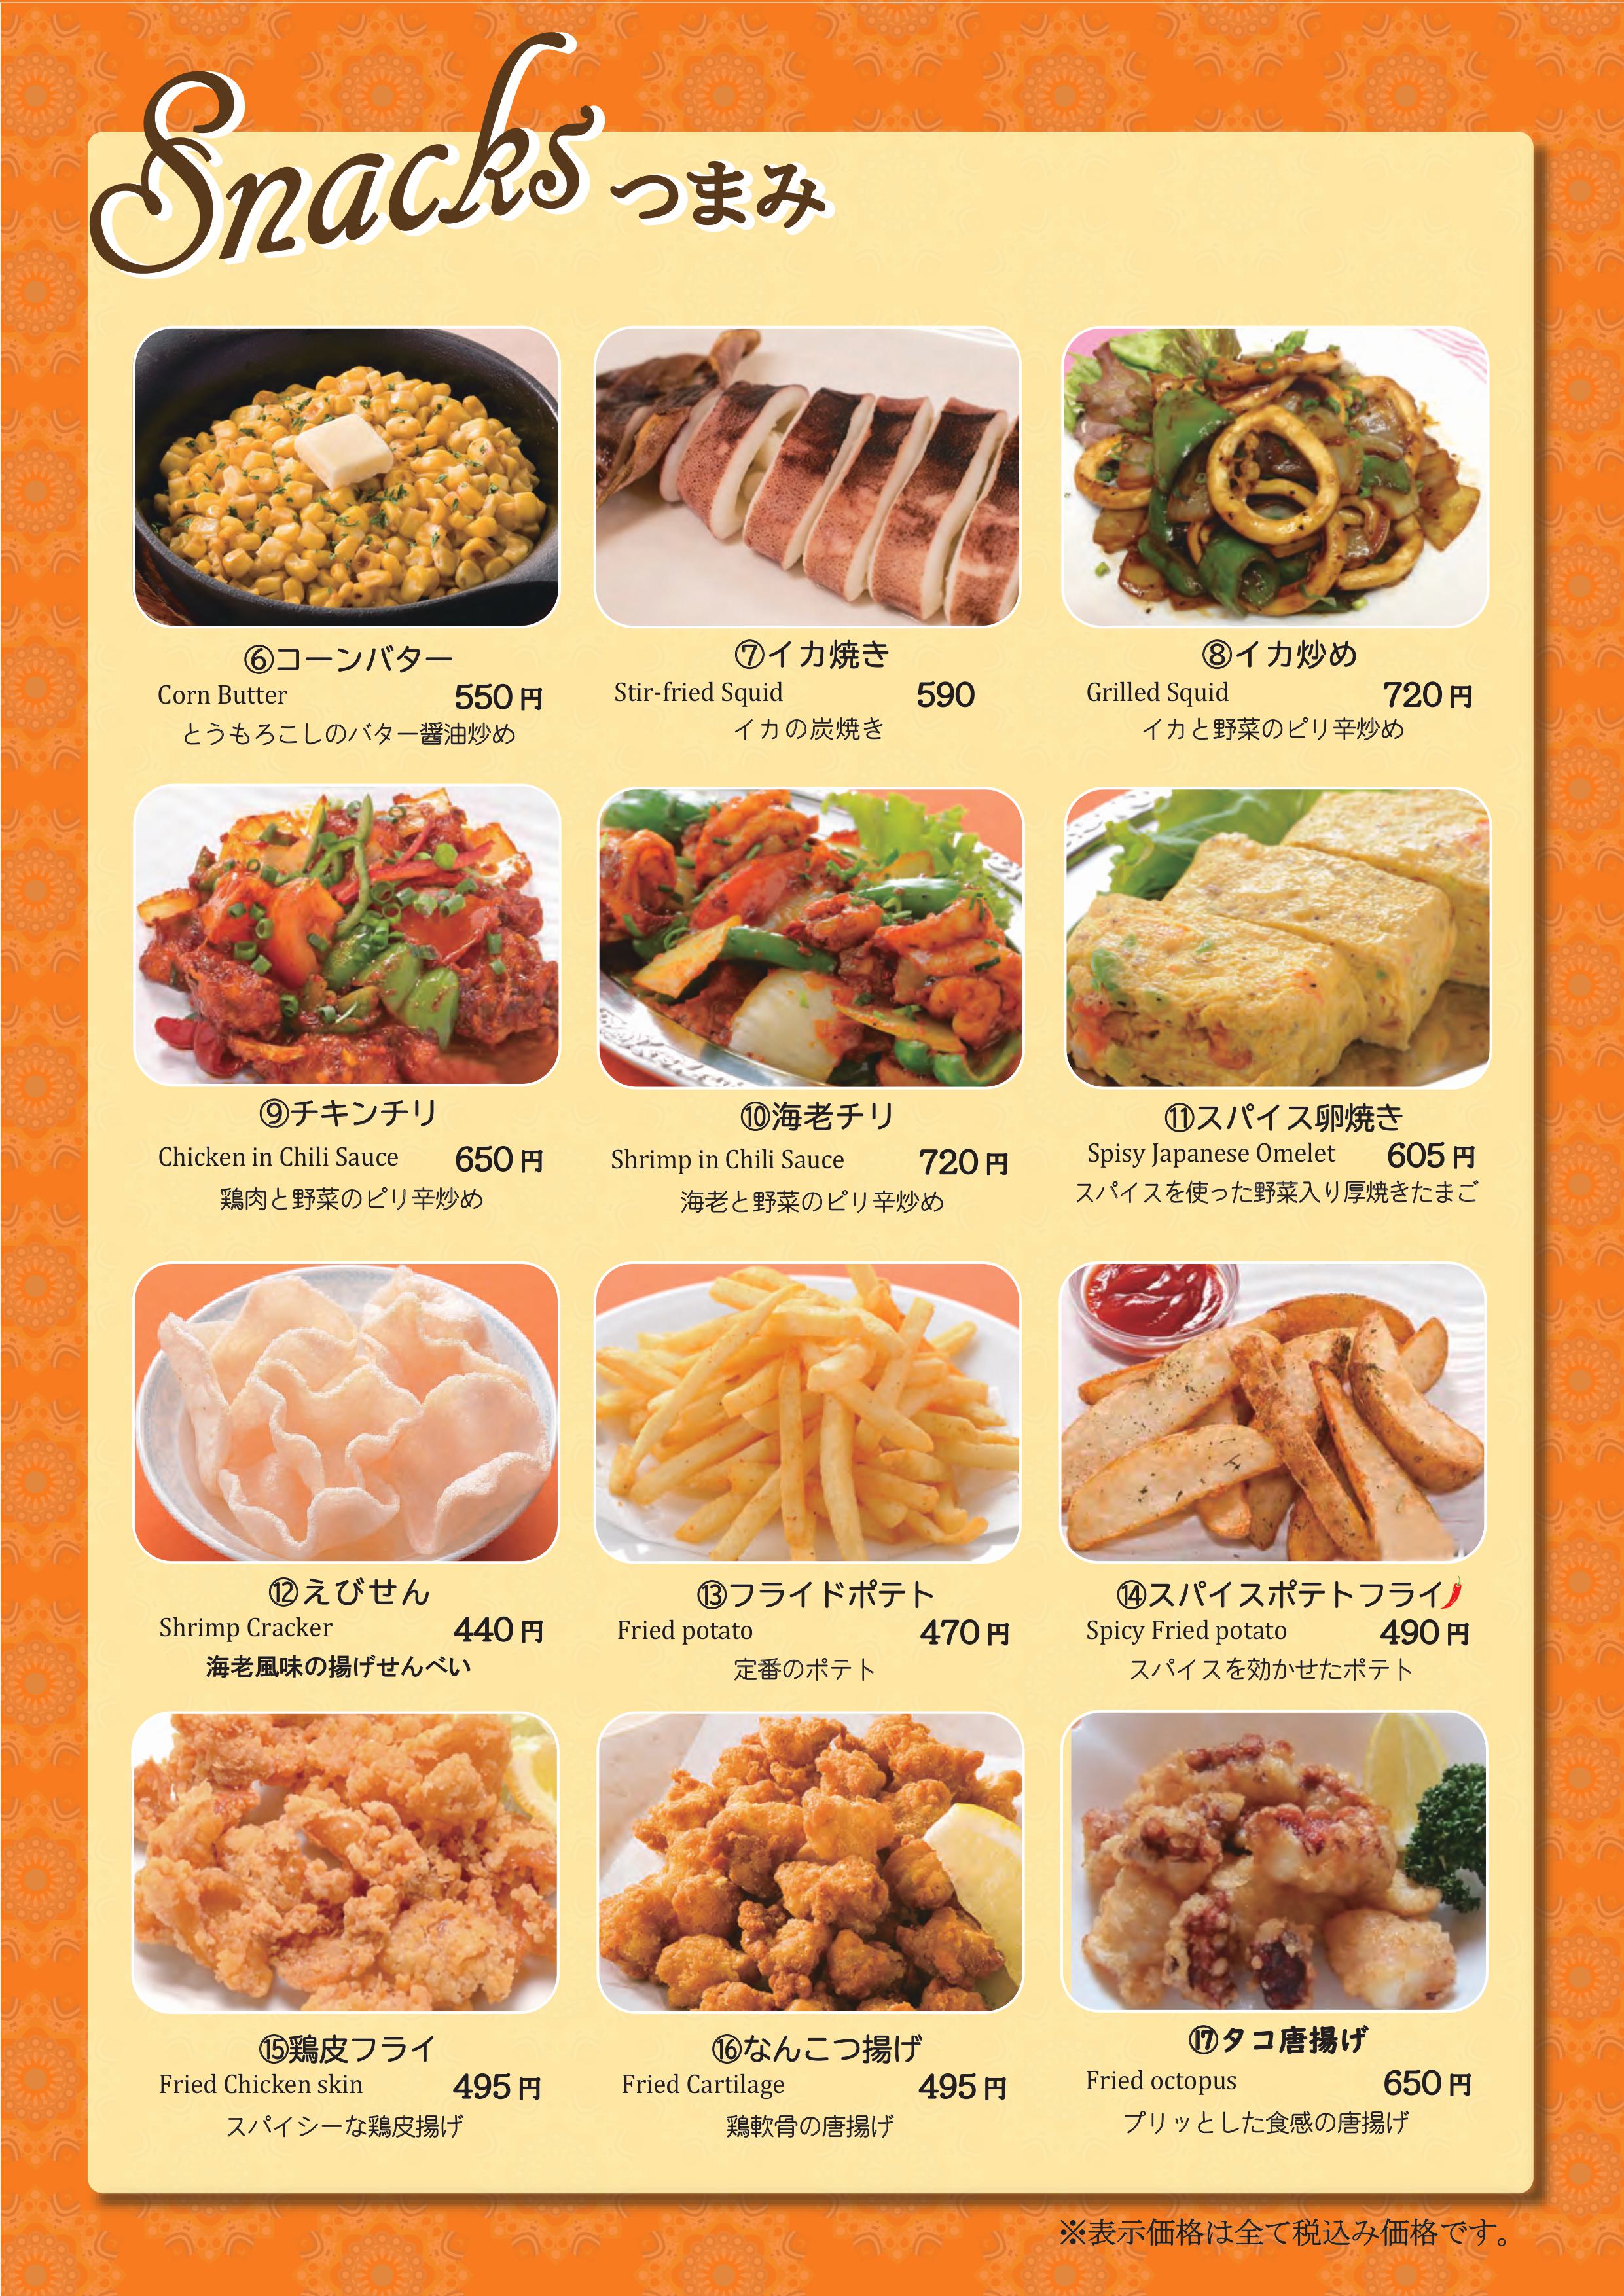 Snacks つまみ
⑥コーンバター
Corn Butter 550円
とうもろこしのバター醤油炒め
⑦イカ焼き
Stir-fried Squid 590
イカの炭焼き
⑧イカ炒め
Grilled Squid 720円
イカと野菜のピリ辛炒め
⑨チキンチリ
Chicken in Chili Sauce 650円
鶏肉と野菜のピリ辛炒め
⑩海老チリ
Shrimp in Chili Sauce 720円
海老と野菜のピリ辛炒め
⑪スパイス卵焼き
Spisy Japanese Omelet 605円
スパイスを使った野菜入り厚焼きたまご
⑫えびせん
Shrimp Cracker 440円
海老風味の揚げせんべい
⑬フライドポテト
Fried potato 470円
定番のポテト
⑭スパイスポテトフライ
Spicy Fried potato 490円
スパイスを効かせたポテト
⑮鶏皮フライ
Fried Chicken skin 495円
スパイシーな鶏皮揚げ
⑯なんこつ揚げ
Fried Cartilage 495円
鶏軟骨の唐揚げ
⑰タコ唐揚げ
Fried octopus 650円
プリッとした食感の唐揚げ
※表示価格は全て税込み価格です。